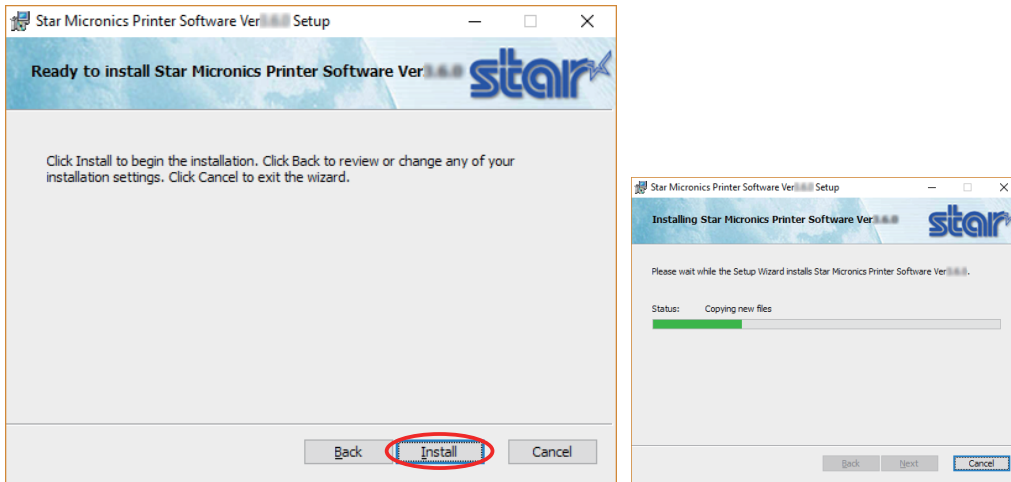 Star Micronics Printer Software Ver Setup
Ready to install Star Micronics Printer Software Ver
star
Click Install to begin the installation. Click Back to review or change any of your
installation settings. Click Cancel to exit the wizard.
Back
Install
Cancel
Star Micronics Printer Software Ver Setup
Installing Star Micronics Printer Software Ver
star
Please wait while the Setup Wizard installs Star Micronics Printer Software Ver .
Status: Copying new files
Back
Next
Cancel